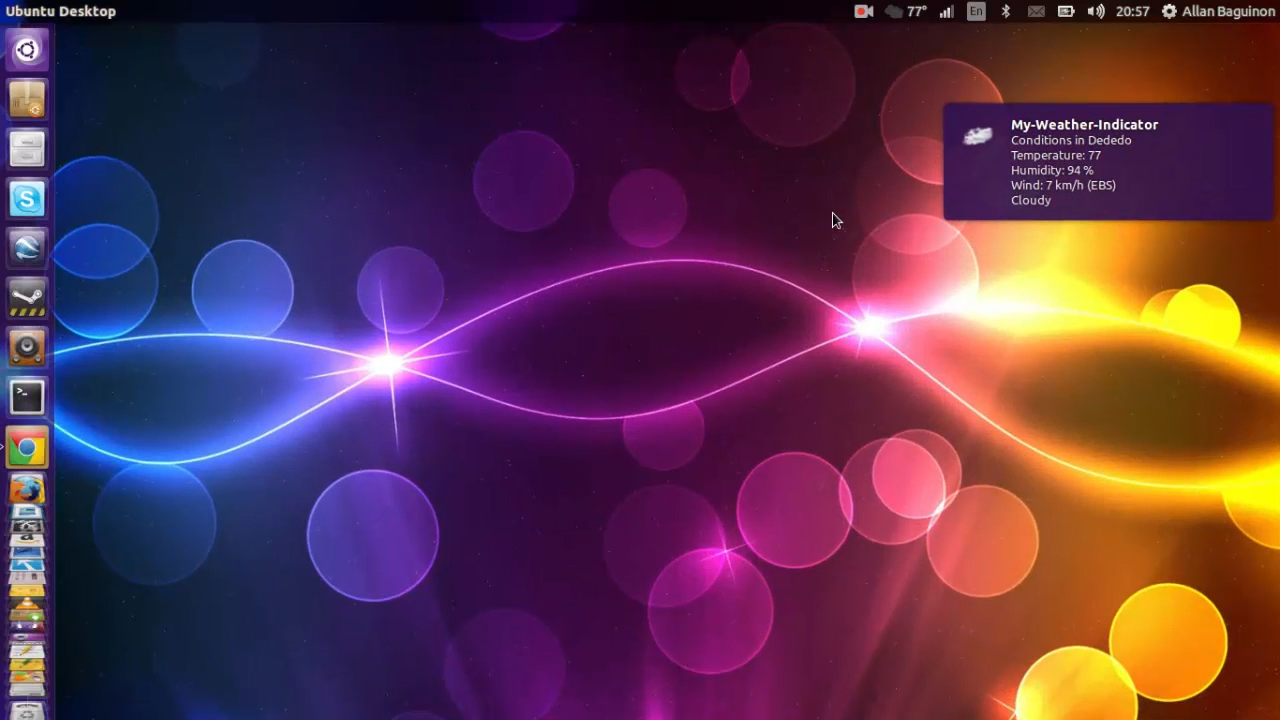 Ubuntu Desktop
77° En 20:57 Allan Baguinon
My-Weather-Indicator
Conditions in Dededo
Temperature: 77
Humidity: 94 %
Wind: 7 km/h (EBS)
Cloudy